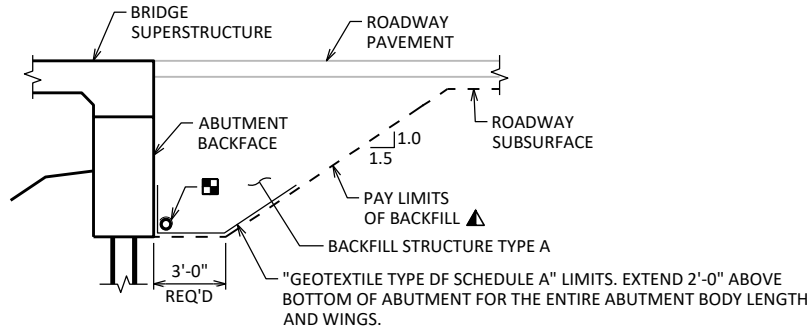 BRIDGE
SUPERSTRUCTURE
ROADWAY
PAVEMENT
ABUTMENT
BACKFACE
1.0
1.5
ROADWAY
SUBSURFACE
PAY LIMITS
OF BACKFILL
BACKFILL STRUCTURE TYPE A
3'-0"
REQ'D
"GEOTEXTILE TYPE DF SCHEDULE A" LIMITS. EXTEND 2'-0" ABOVE
BOTTOM OF ABUTMENT FOR THE ENTIRE ABUTMENT BODY LENGTH
AND WINGS.